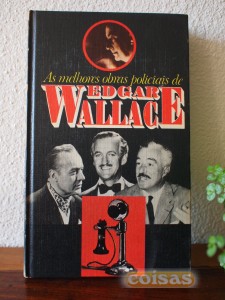 As melhores obras policiais de
EDGAR
WALLACE
coisas